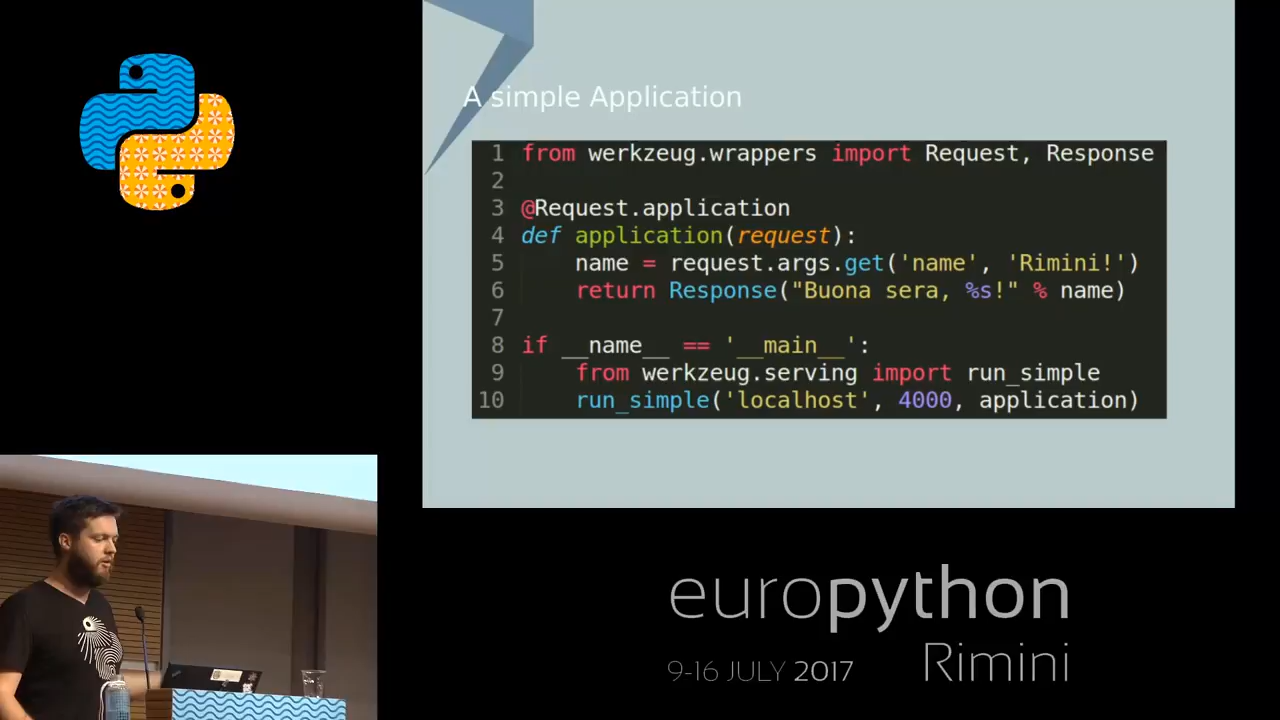 A simple Application
1 from werkzeug.wrappers import Request, Response
2
3 @Request.application
4 def application(request):
5     name = request.args.get('name', 'Rimini!')
6     return Response("Buona sera, %s!" % name)
7
8 if __name__ == '__main__':
9     from werkzeug.serving import run_simple
10     run_simple('localhost', 4000, application)
europython
9-16 JULY 2017 Rimini